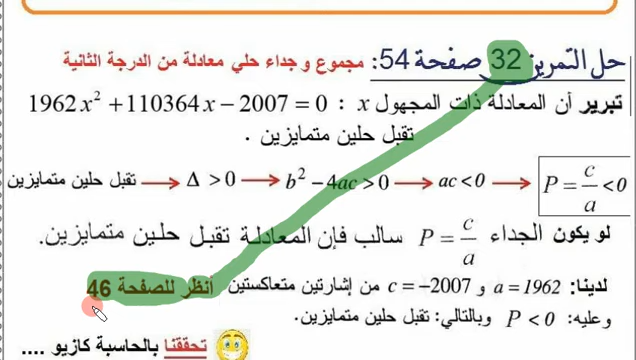 حل التمرين 32 صفحة 54: مجموع و جداء حلي معادلة من الدرجة الثانية
تبرير أن المعادلة ذات المجهول x : 1962x² +110364x − 2007 = 0
تقبل حلين متمايزين .
P = c/a <0 → ac <0 → b² − 4ac > 0 → Δ > 0 → تقبل حلين متمايزين
لو يكون الجداء P = c/a سالب فإن المعادلة تقبل حلين متمايزين.
لدينا: a = 1962 و c = −2007 من إشارتين متعاكستين أنظر للصفحة 46
وعليه: P < 0 وبالتالي: تقبل حلين متمايزين.
تحققنا بالحاسبة كازيو ....